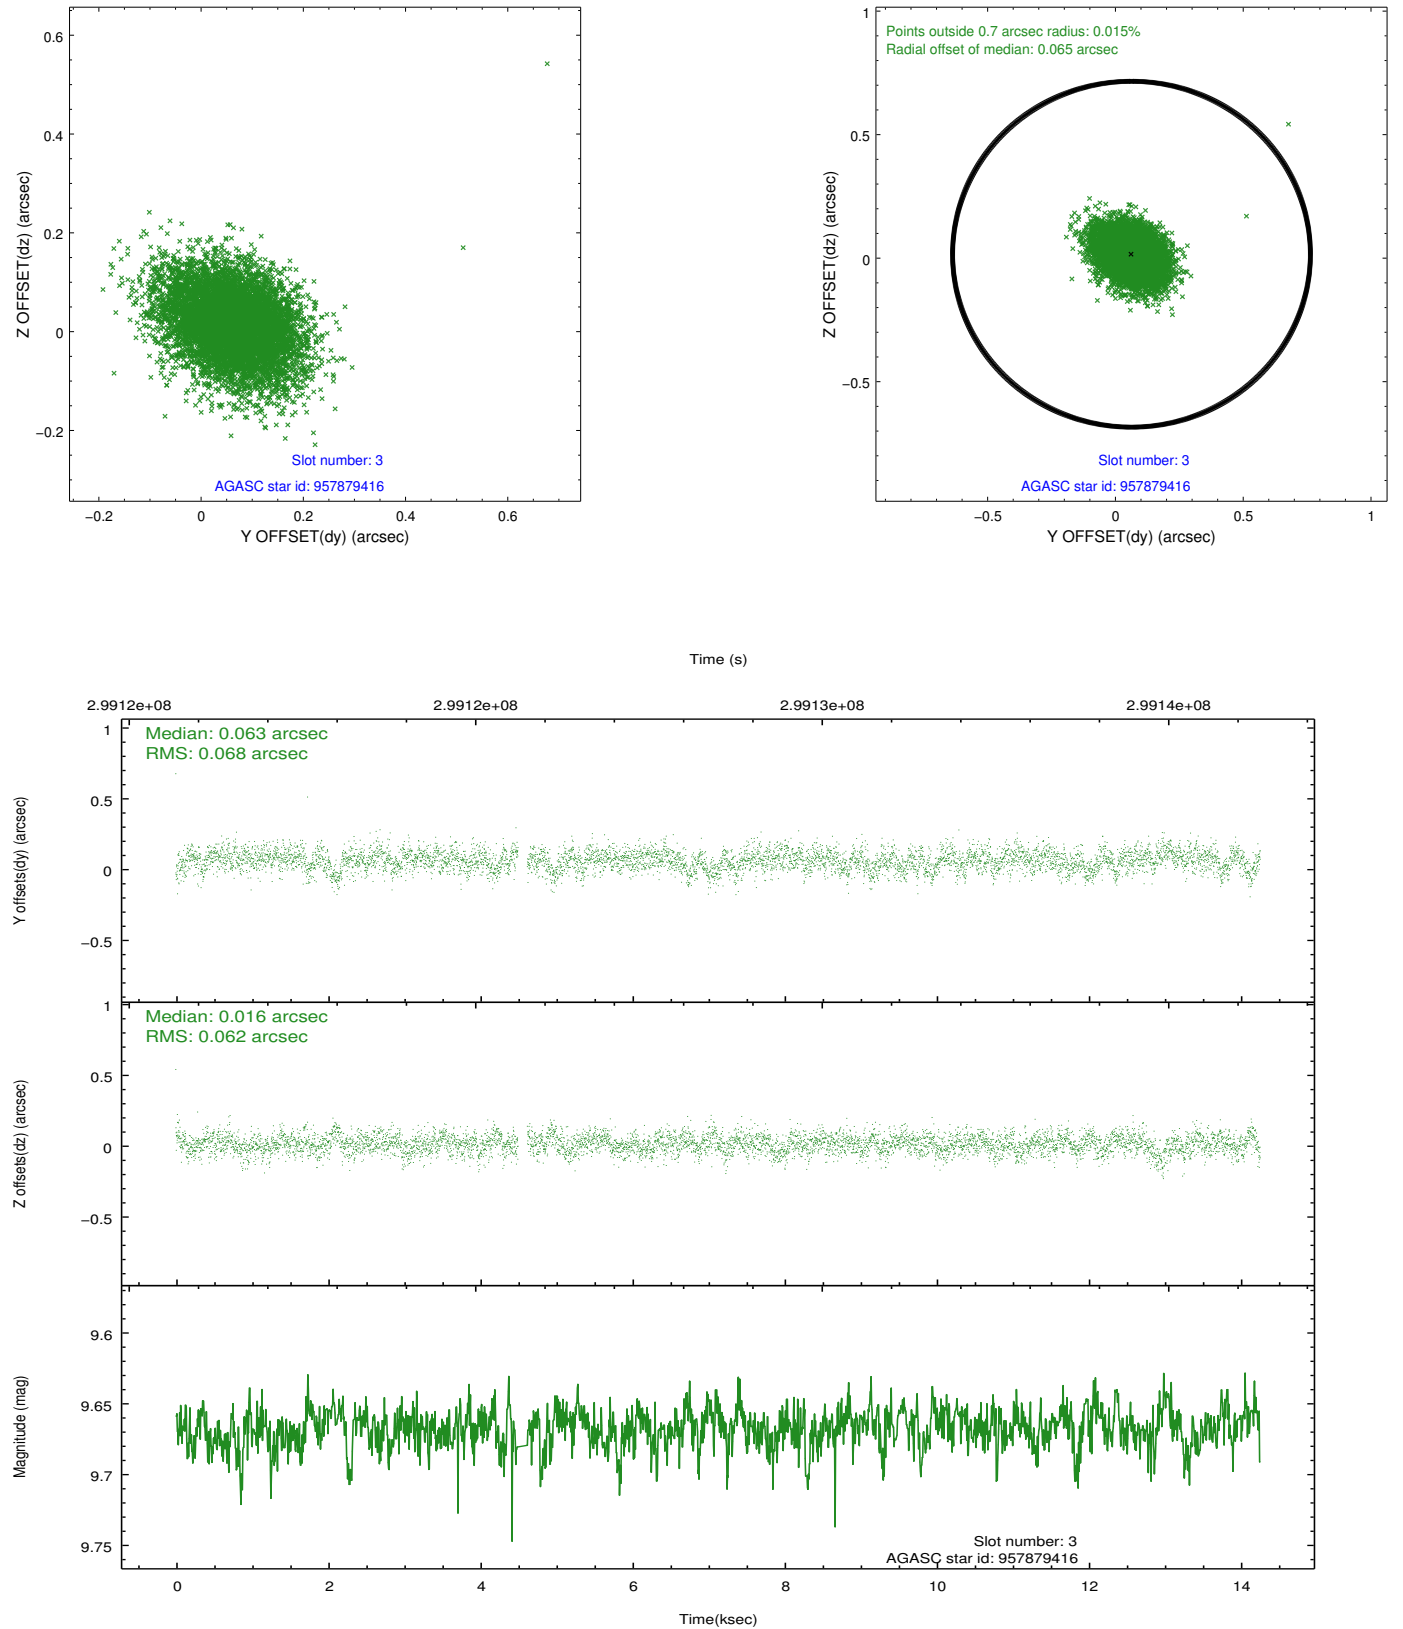 0.6
0.4
0.2
0
−0.2
Z OFFSET(dz) (arcsec)
−0.2 0 0.2 0.4 0.6
Y OFFSET(dy) (arcsec)
Slot number: 3
AGASC star id: 957879416
Points outside 0.7 arcsec radius: 0.015%
Radial offset of median: 0.065 arcsec
1
0.5
0
−0.5
Z OFFSET(dz) (arcsec)
−0.5 0 0.5 1
Y OFFSET(dy) (arcsec)
Slot number: 3
AGASC star id: 957879416
Time (s)
2.9912e+08 2.9912e+08 2.9913e+08 2.9914e+08
Median: 0.063 arcsec
RMS: 0.068 arcsec
1
0.5
0
−0.5
Y offsets(dy) (arcsec)
Median: 0.016 arcsec
RMS: 0.062 arcsec
1
0.5
0
−0.5
Z offsets(dz) (arcsec)
9.6
9.65
9.7
9.75
Magnitude (mag)
Slot number: 3
AGASC star id: 957879416
0 2 4 6 8 10 12 14
Time(ksec)